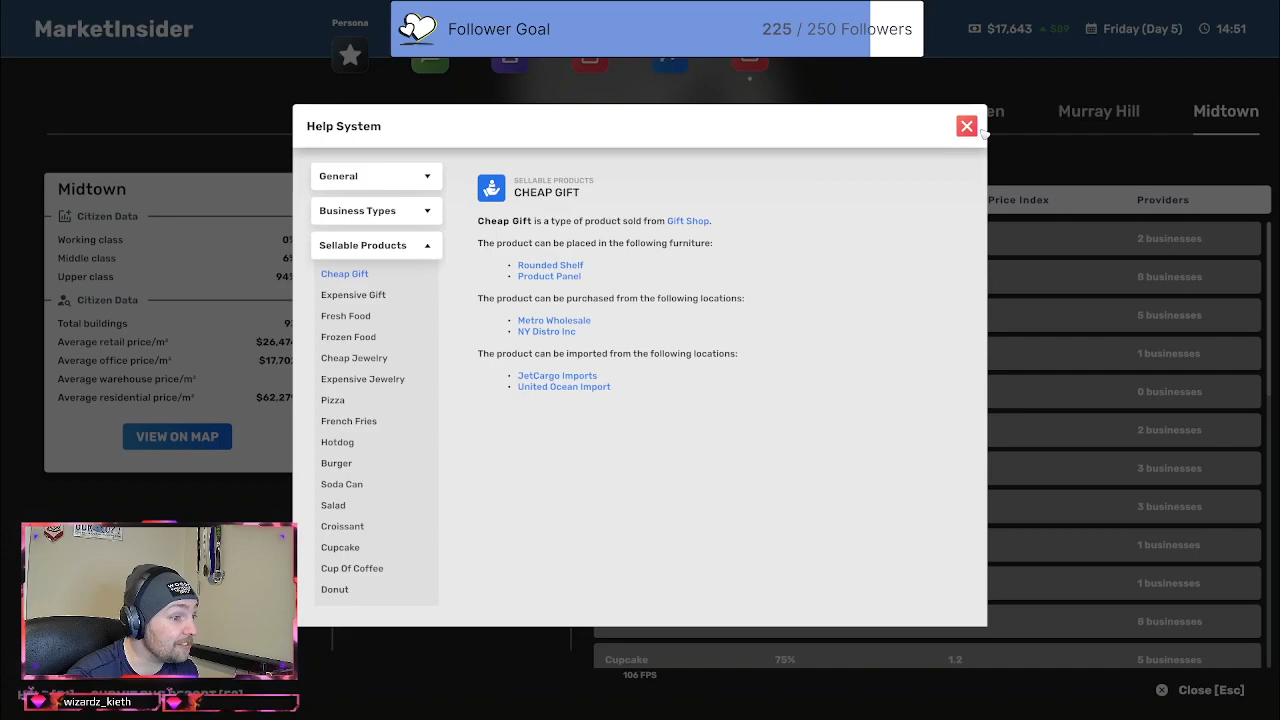 MarketInsider
Persona
Follower Goal
225 / 250 Followers
$17,643
$89
Friday (Day 5)
14:51
Murray Hill
Midtown
Help System
Midtown
Citizen Data
Working class
Middle class
Upper class
94
Citizen Data
Total buildings
Average retail price/m²
$26,474
Average office price/m²
Average warehouse price/m²
Average residential price/m²
VIEW ON MAP
General
Business Types
Sellable Products
Cheap Gift
Expensive Gift
Fresh Food
Frozen Food
Cheap Jewelry
Expensive Jewelry
Pizza
French Fries
Hotdog
Burger
Soda Can
Salad
Croissant
Cupcake
Cup Of Coffee
Donut
SELLABLE PRODUCTS
CHEAP GIFT
Cheap Gift is a type of product sold from Gift Shop.
The product can be placed in the following furniture:
• Rounded Shelf
• Product Panel
The product can be purchased from the following locations:
• Metro Wholesale
• NY Distro Inc
The product can be imported from the following locations:
• JetCargo Imports
• United Ocean Import
Price Index
Providers
2 businesses
8 businesses
5 businesses
1 businesses
0 businesses
2 businesses
3 businesses
3 businesses
1 businesses
1 businesses
8 businesses
Cupcake 75% 1.2 5 businesses
106 FPS
wizardz_kieth
Close [Esc]